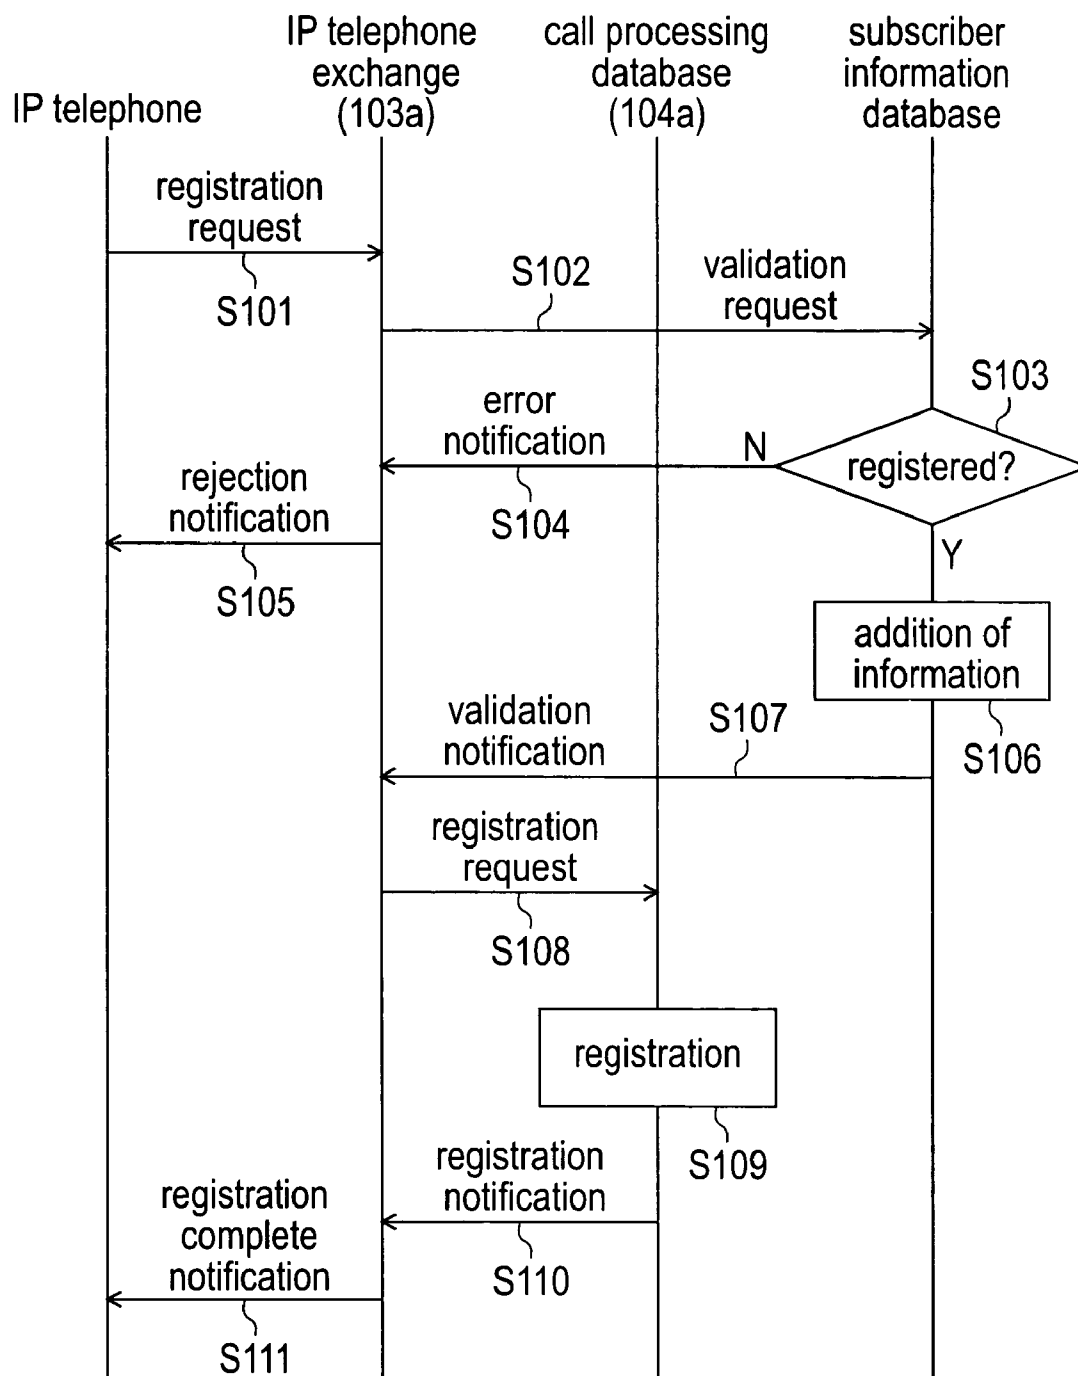 IP telephone
IP telephone
exchange
(103a)
call processing
database
(104a)
subscriber
information
database
registration
request
S101
S102
validation
request
S103
registered?
N
error
notification
S104
rejection
notification
S105
Y
addition of
information
S106
validation
notification
S107
registration
request
S108
registration
S109
registration
notification
S110
registration
complete
notification
S111